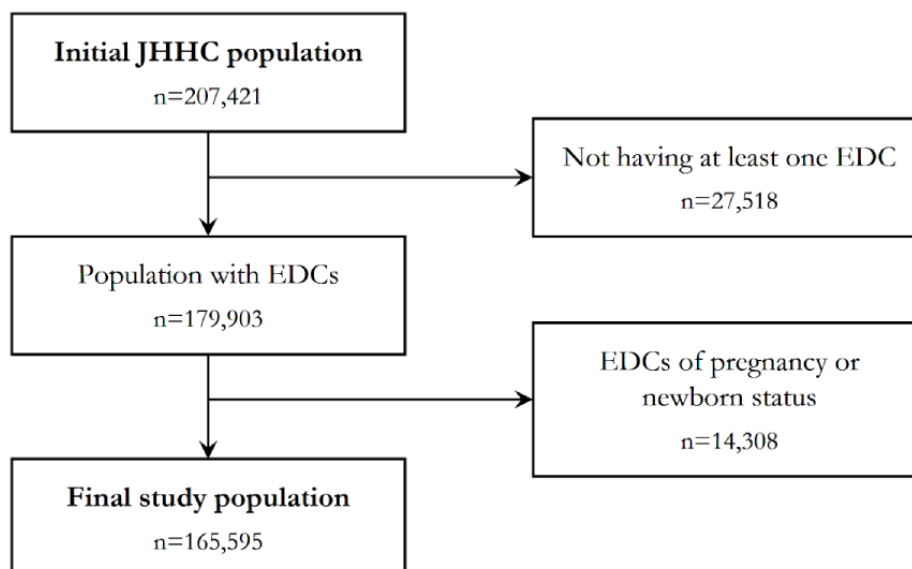 Initial JHHC population
n=207,421
Not having at least one EDC
n=27,518
Population with EDCs
n=179,903
EDCs of pregnancy or
newborn status
n=14,308
Final study population
n=165,595